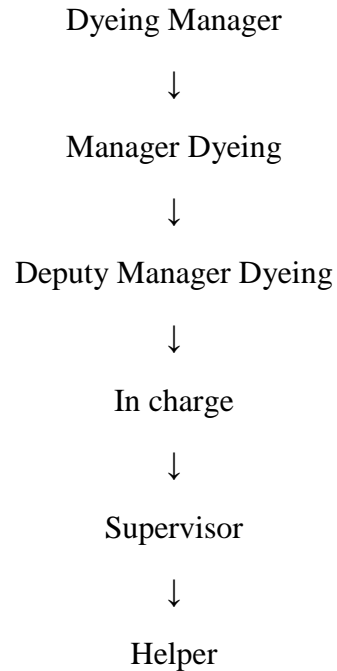 Dyeing Manager
↓
Manager Dyeing
↓
Deputy Manager Dyeing
↓
In charge
↓
Supervisor
↓
Helper